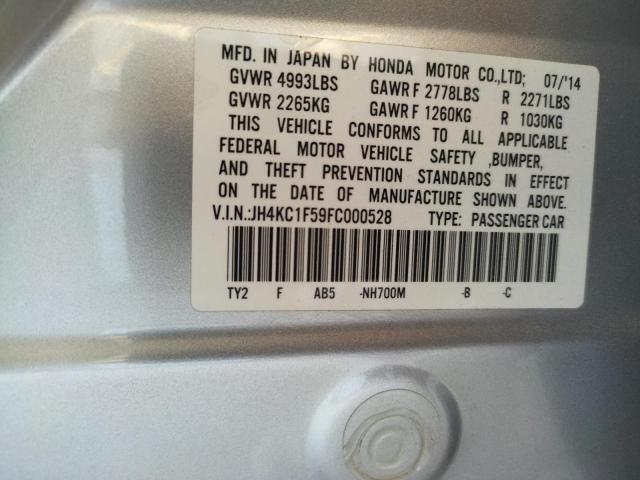 MFD. IN JAPAN BY HONDA MOTOR CO.,LTD; 07/'14
GVWR 4993LBS GAWR F 2778LBS R 2271LBS
GVWR 2265KG GAWR F 1260KG R 1030KG
THIS VEHICLE CONFORMS TO ALL APPLICABLE
FEDERAL MOTOR VEHICLE SAFETY ,BUMPER,
AND THEFT PREVENTION STANDARDS IN EFFECT
ON THE DATE OF MANUFACTURE SHOWN ABOVE.
V.I.N.:JH4KC1F59FC000528 TYPE: PASSENGER CAR
TY2 F AB5 -NH700M -B -C